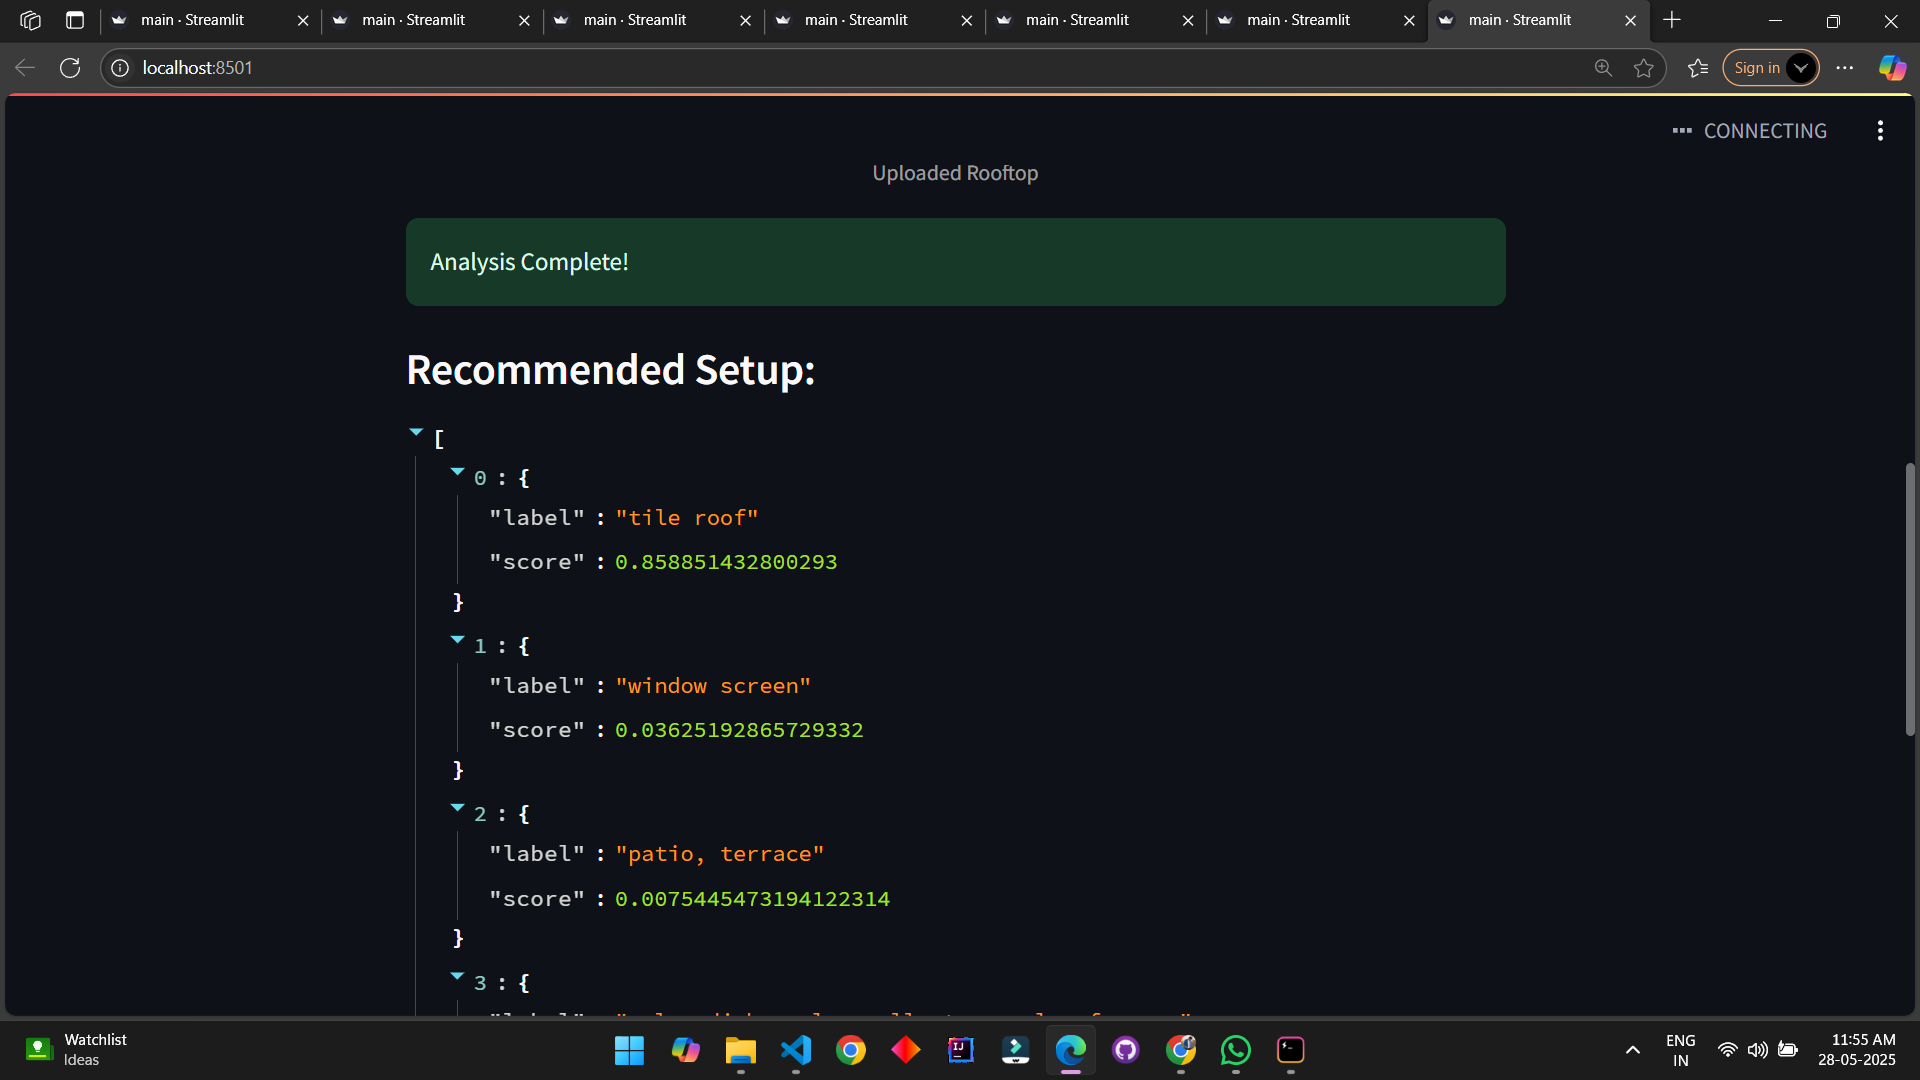 main · Streamlit
main · Streamlit
main · Streamlit
main · Streamlit
main · Streamlit
main · Streamlit
main · Streamlit
localhost:8501
Sign in
CONNECTING
Uploaded Rooftop
Analysis Complete!
Recommended Setup:
[
0 : {
"label" : "tile roof"
"score" : 0.858851432800293
}
1 : {
"label" : "window screen"
"score" : 0.03625192865729332
}
2 : {
"label" : "patio, terrace"
"score" : 0.0075445473194122314
}
3 : {
Watchlist
Ideas
ENG
IN
11:55 AM
28-05-2025